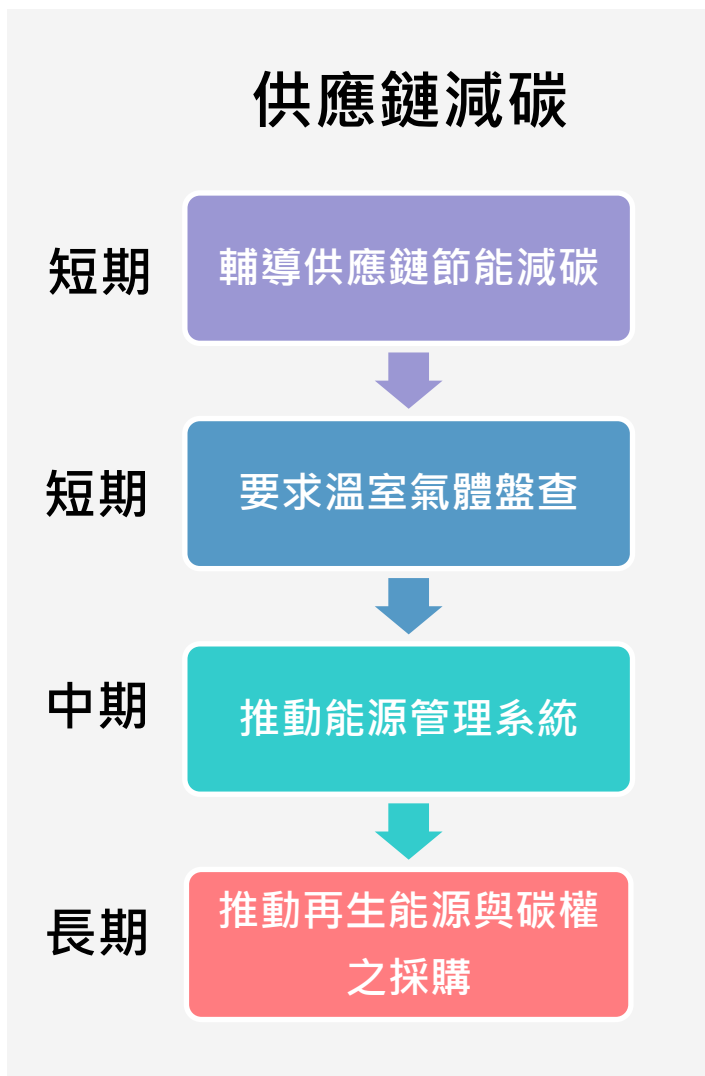 供應鏈減碳
短期
輔導供應鏈節能減碳
短期
要求溫室氣體盤查
中期
推動能源管理系統
長期
推動再生能源與碳權
之採購